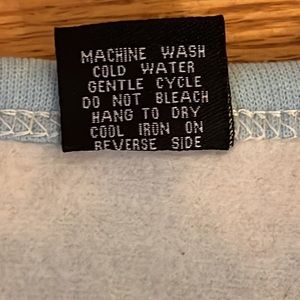 MACHINE WASH
COLD WATER
GENTLE CYCLE
DO NOT BLEACH
HANG TO DRY
COOL IRON ON
REVERSE SIDE